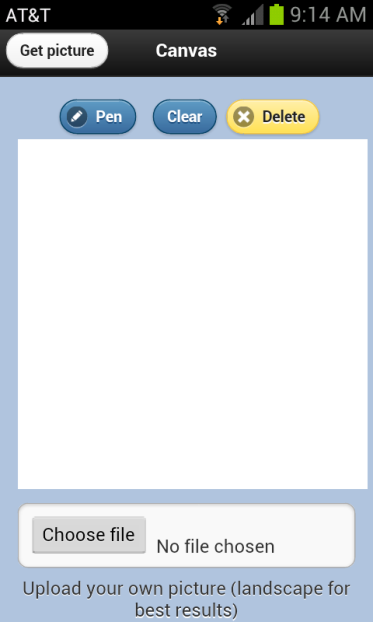 AT&T 9:14 AM
Get picture Canvas
Pen Clear Delete
Choose file No file chosen
Upload your own picture (landscape for
best results)